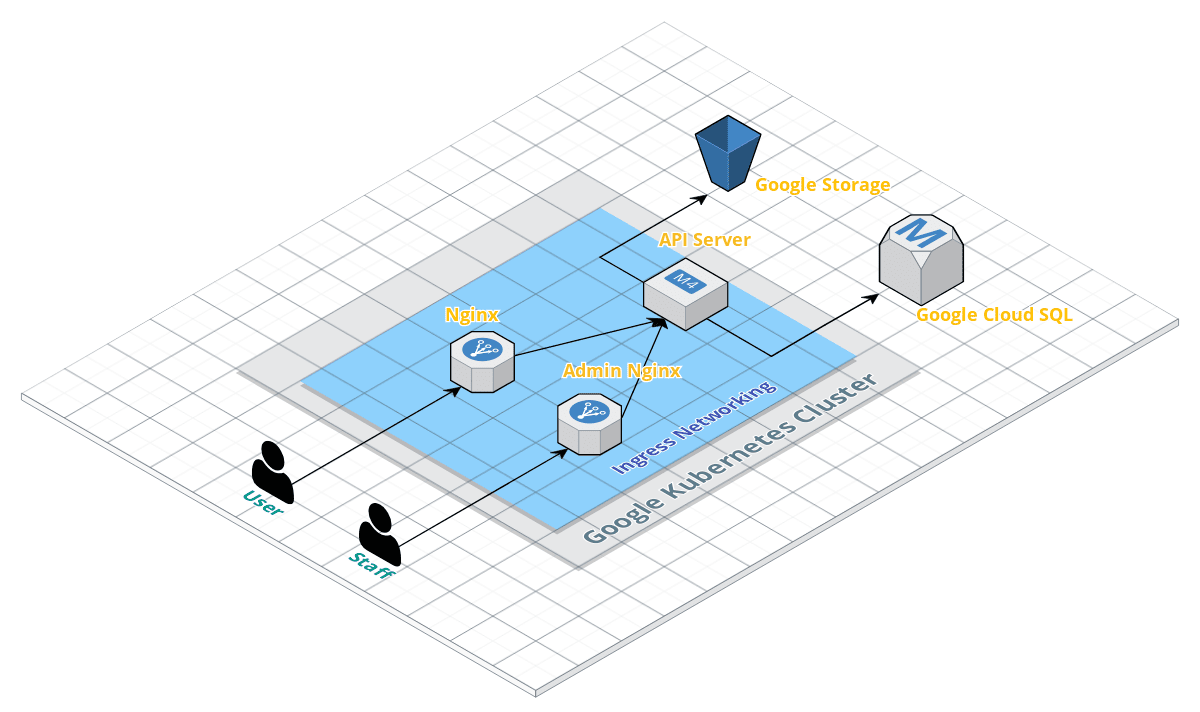 Google Storage
API Server
M
M4
Google Cloud SQL
Nginx
Admin Nginx
Ingress Networking
Google Kubernetes Cluster
User
Staff